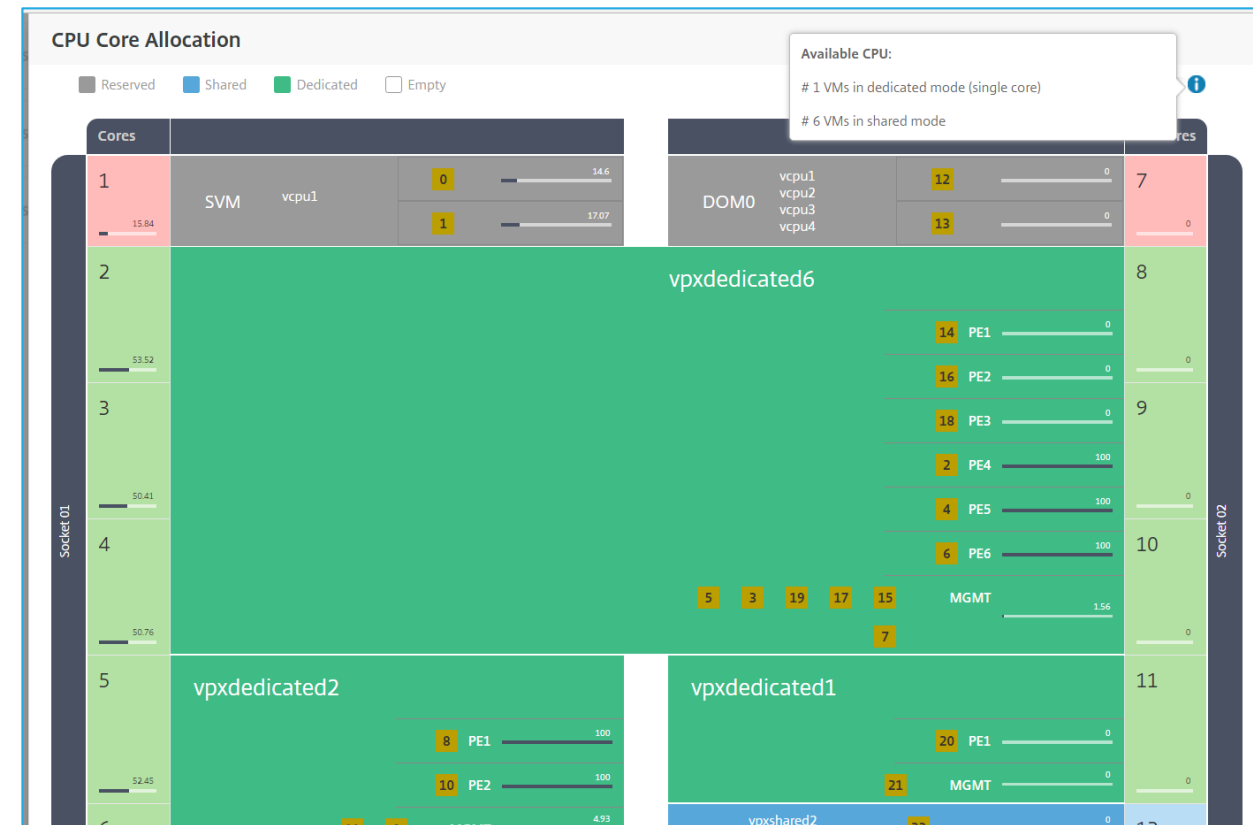 CPU Core Allocation
Reserved Shared Dedicated Empty
Available CPU:
# 1 VMs in dedicated mode (single core)
# 6 VMs in shared mode
Cores
1
15.84
SVM
vcpu1
0 14.6
1 17.07
DOM0
vcpu1
vcpu2
vcpu3
vcpu4
12 0
13 0
7
0
2
53.52
3
50.41
4
50.76
Socket 01
vpxdedicated6
14 PE1 0
16 PE2 0
18 PE3 0
2 PE4 100
4 PE5 100
6 PE6 100
5 3 19 17 15 MGMT 1.56
7
8
0
9
0
10
0
Socket 02
5
52.45
vpxdedicated2
8 PE1 100
10 PE2 100
4.93
vpxdedicated1
20 PE1 0
21 MGMT 0
11
0
vpxshared2
0